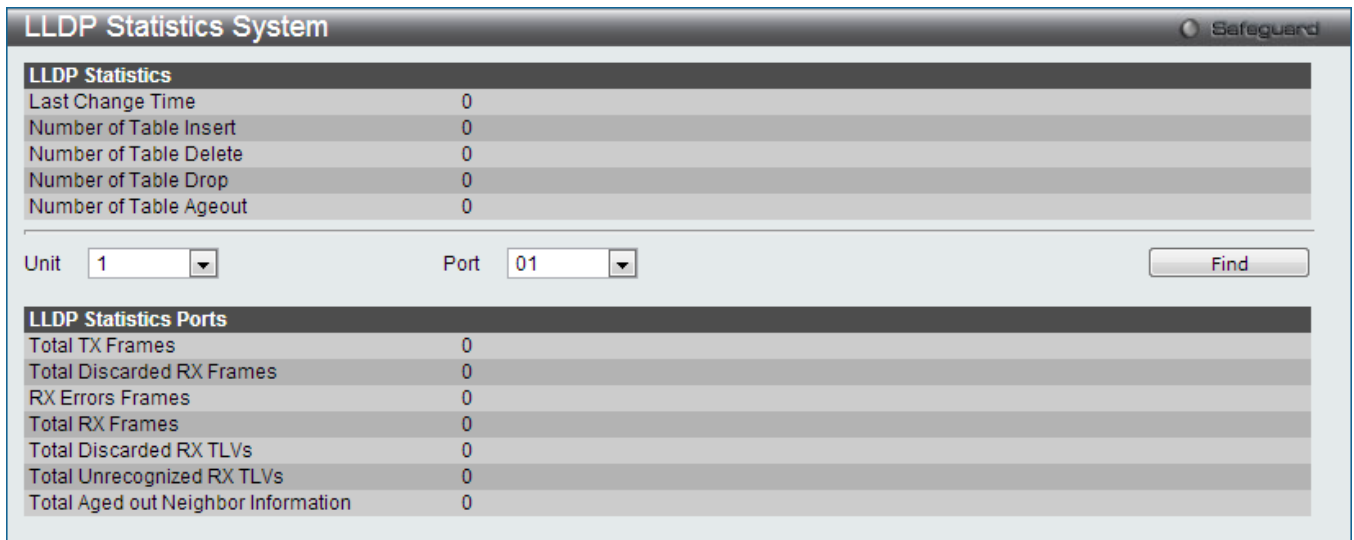 LLDP Statistics System Safeguard
LLDP Statistics
Last Change Time 0
Number of Table Insert 0
Number of Table Delete 0
Number of Table Drop 0
Number of Table Ageout 0
Unit 1 Port 01 Find
LLDP Statistics Ports
Total TX Frames 0
Total Discarded RX Frames 0
RX Errors Frames 0
Total RX Frames 0
Total Discarded RX TLVs 0
Total Unrecognized RX TLVs 0
Total Aged out Neighbor Information 0